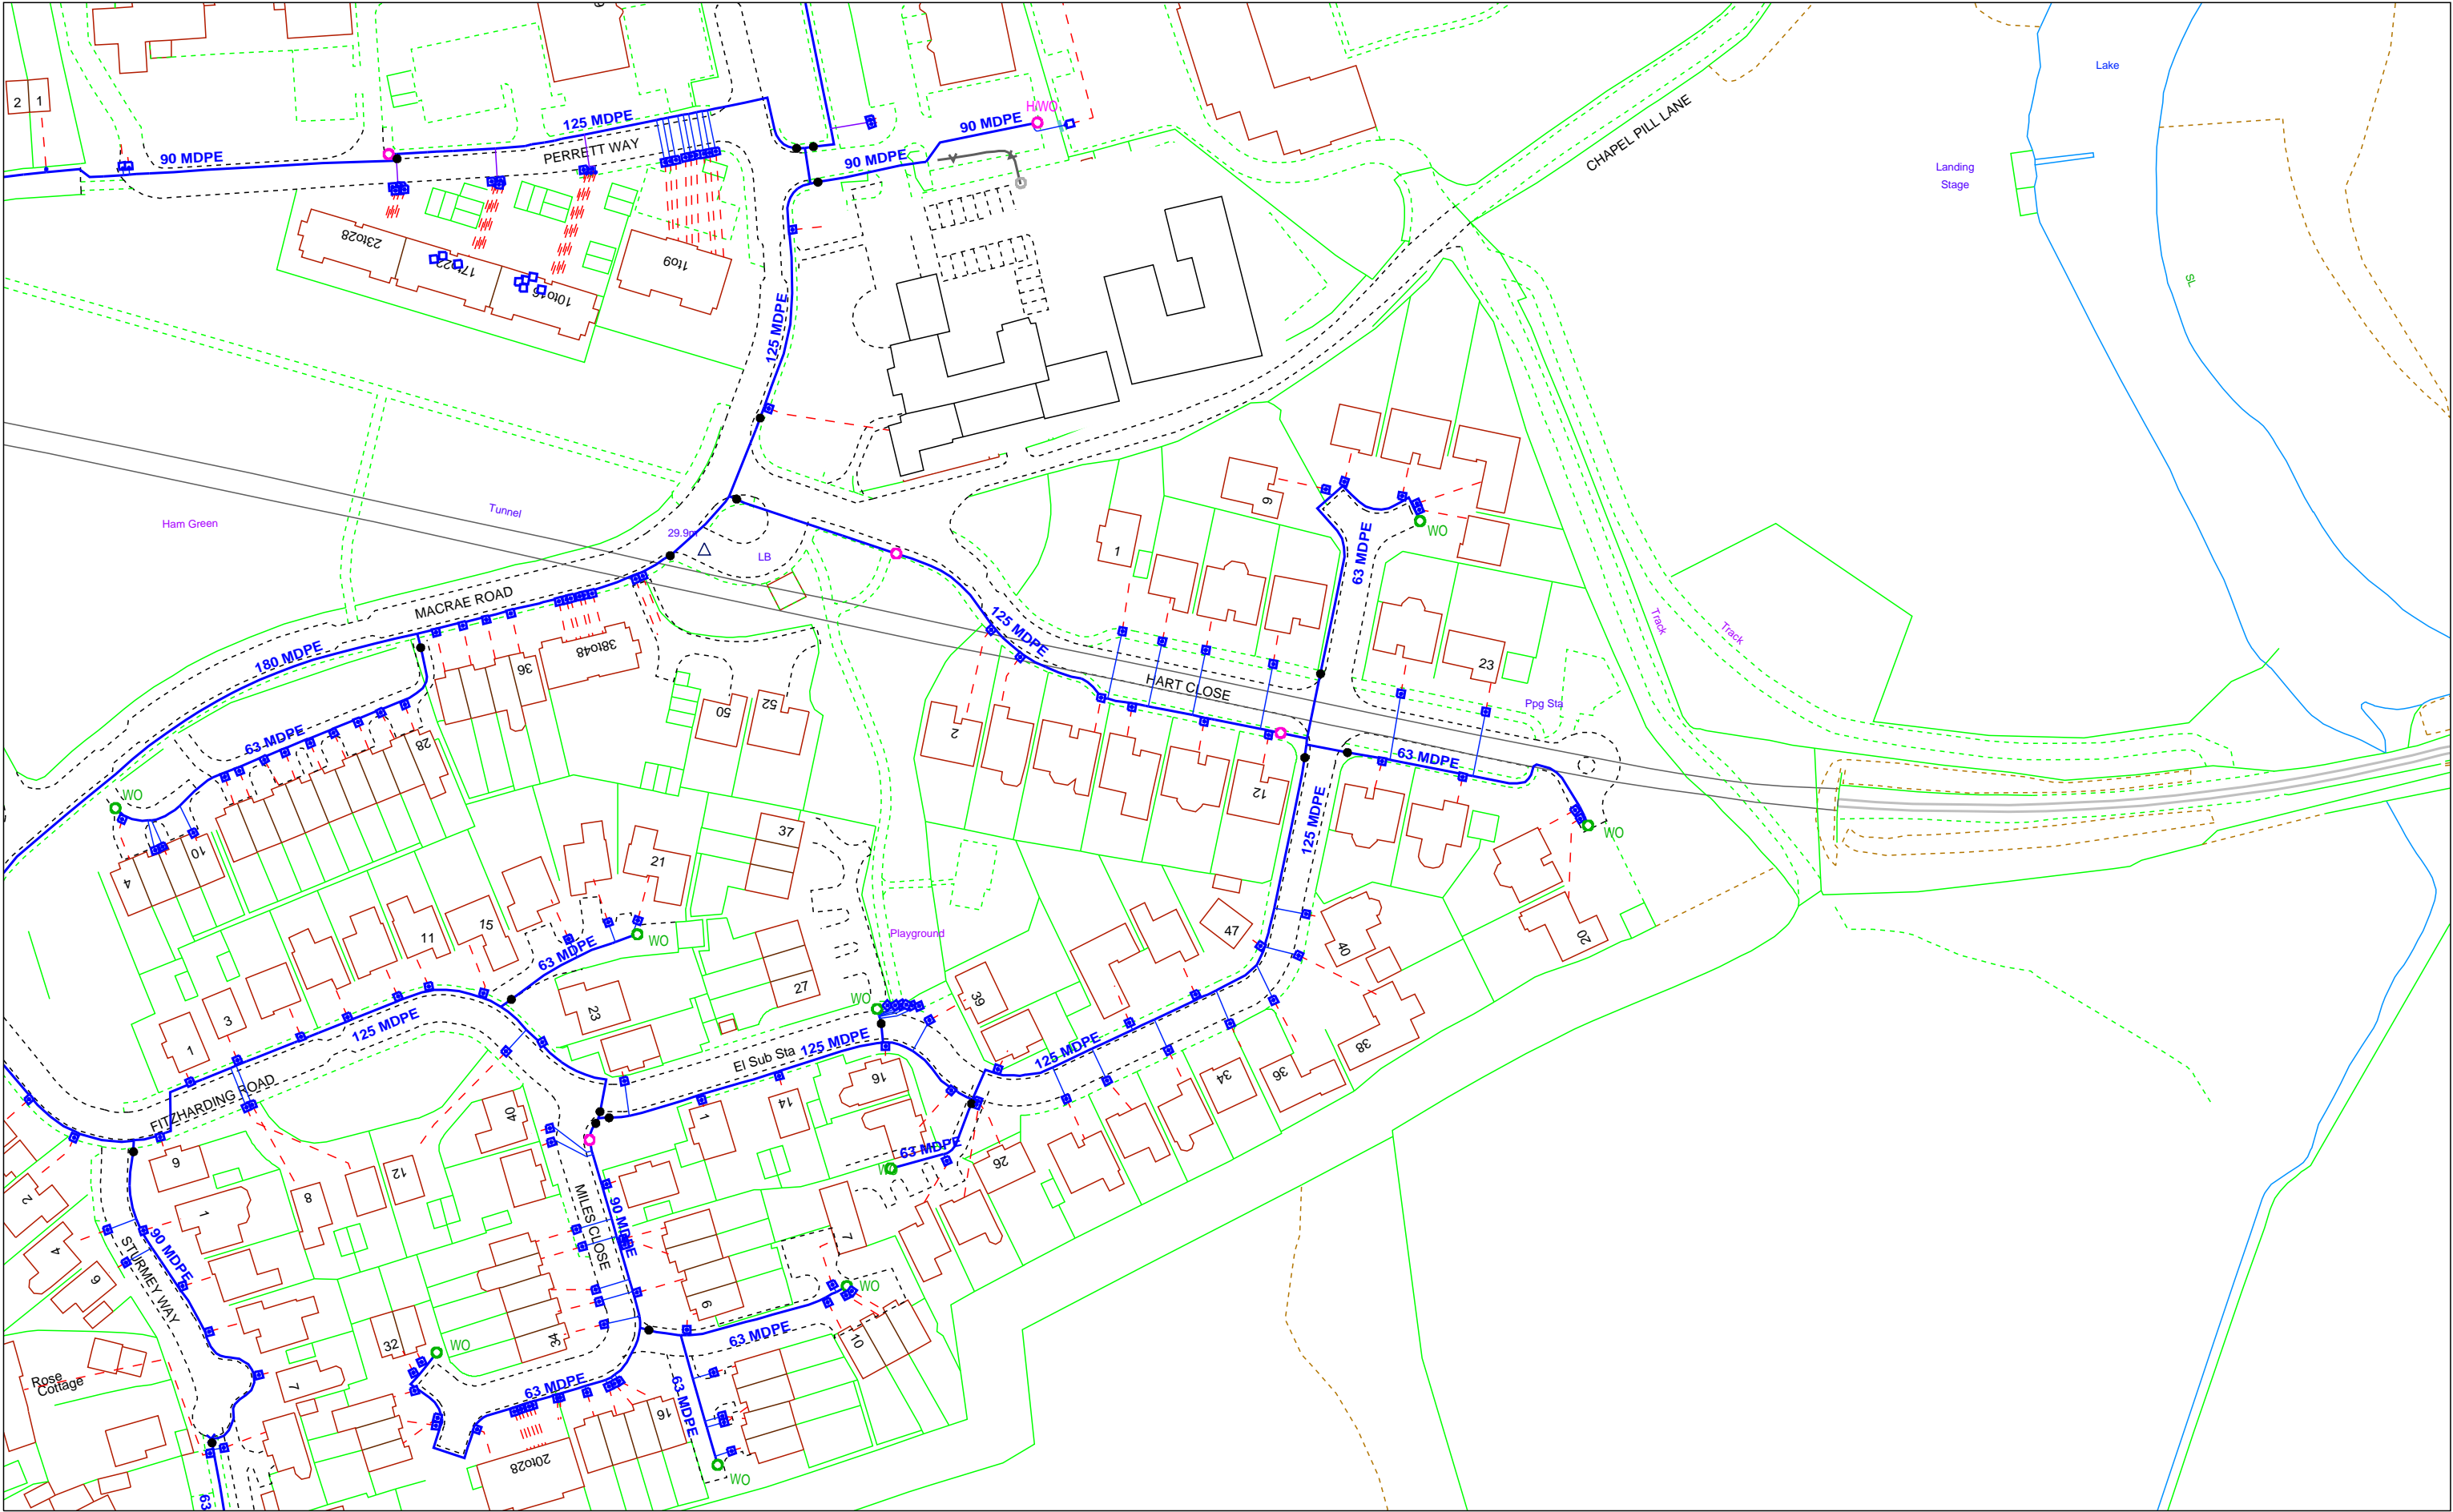 H/WO
Lake
2
1
125 MDPE
PERRETT WAY
90 MDPE
90 MDPE
90 MDPE
CHAPEL PILL LANE
Landing
Stage
SL
23to28
17to22
10to16
1to9
125 MDPE
Ham Green
Tunnel
29.9m
LB
9
WO
63 MDPE
1
MACRAE ROAD
180 MDPE
125 MDPE
38to48
36
50
52
HART CLOSE
23
Track
Track
Ppg Sta
2
12
63 MDPE
63 MDPE
28
WO
WO
4
10
37
21
125 MDPE
11
15
WO
63 MDPE
Playground
47
40
20
27
WO
39
23
3
1
125 MDPE
El Sub Sta
125 MDPE
125 MDPE
38
36
34
FITZHARDING ROAD
16
14
1
40
9
12
8
2
1
63 MDPE
WO
26
MILES CLOSE
90 MDPE
7
STURMEY WAY
90 MDPE
4
6
WO
9
10
34
32
WO
63 MDPE
Rose
Cottage
7
63 MDPE
63 MDPE
16
20to28
WO
63